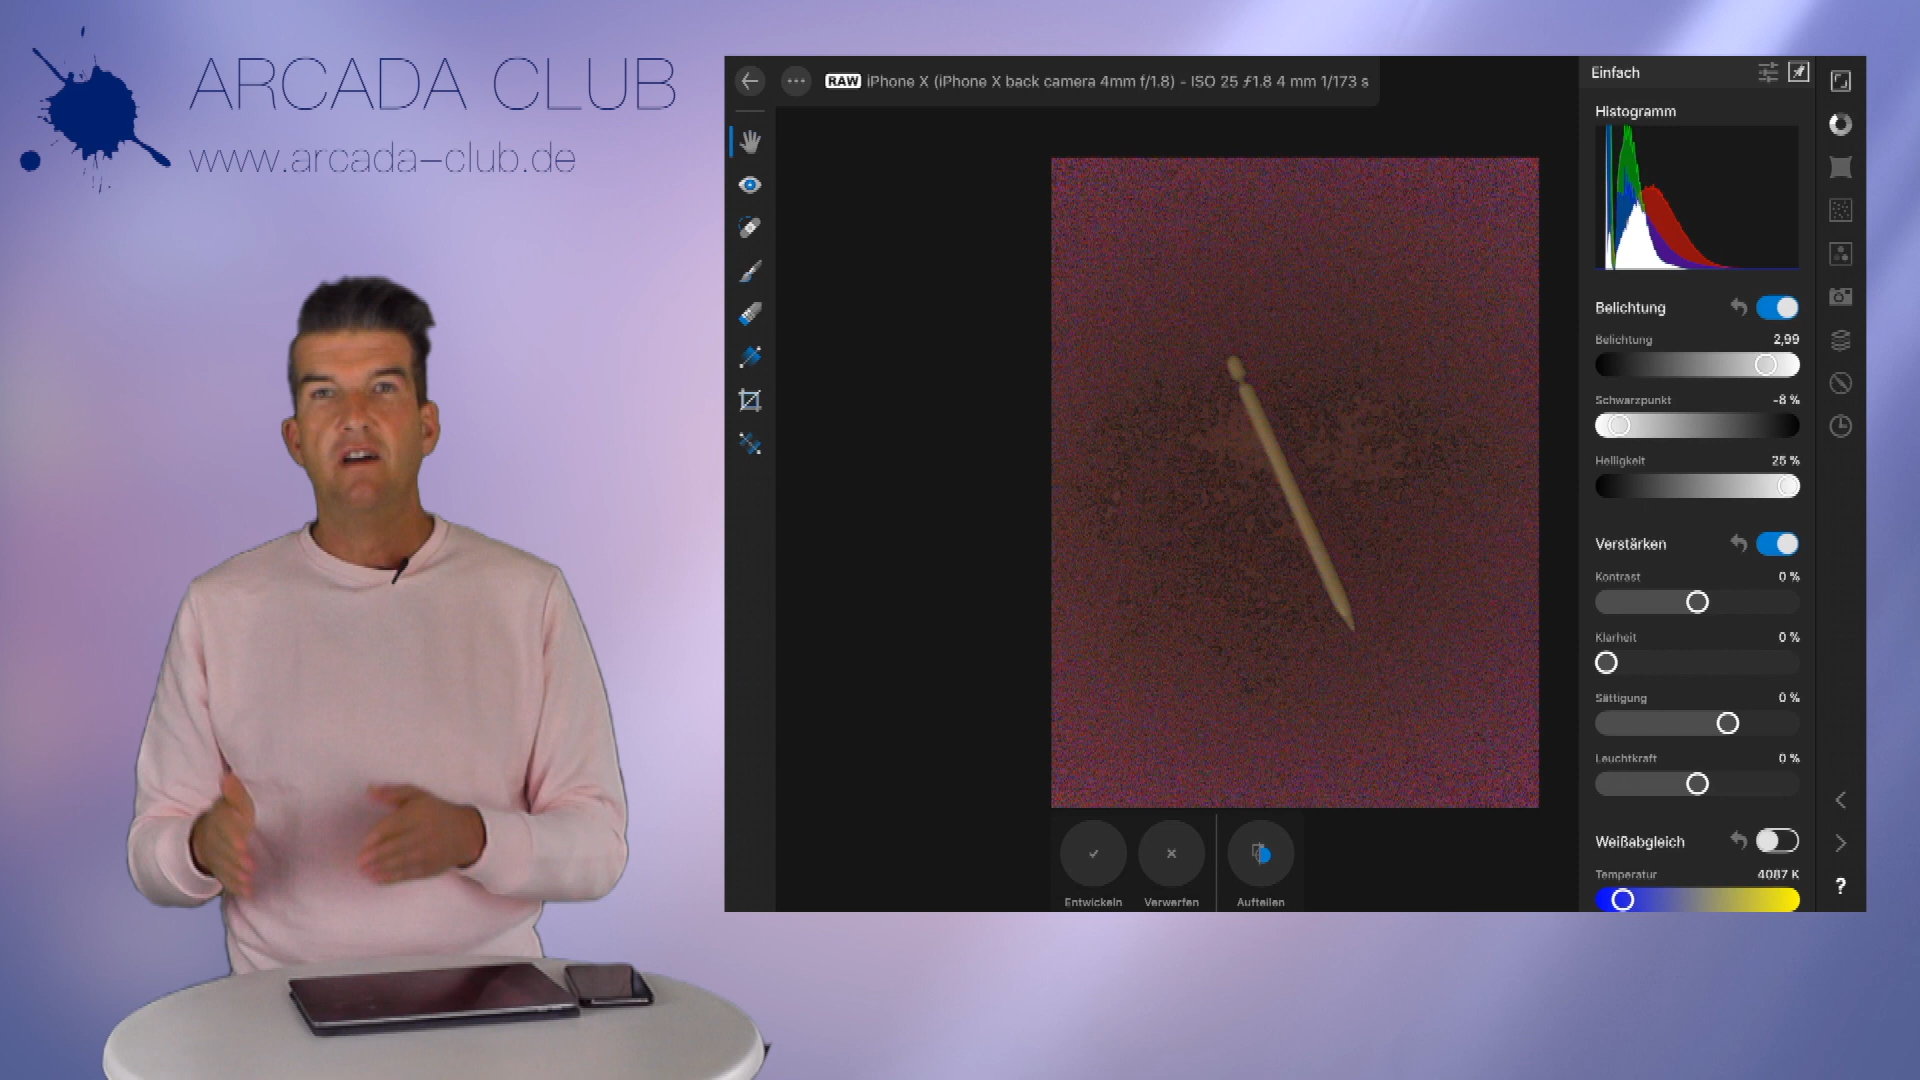 ARCADA CLUB
www.arcada-club.de
RAW iPhone X (iPhone X back camera 4mm f/1.8) - ISO 25 ƒ1.8 4 mm 1/173 s
Einfach
Histogramm
Belichtung
Belichtung 2,99
Schwarzpunkt -8 %
Helligkeit 25 %
Verstärken
Kontrast 0 %
Klarheit 0 %
Sättigung 0 %
Leuchtkraft 0 %
Weißabgleich
Temperatur 4087 K
Entwickeln Verwerfen Aufteilen
?